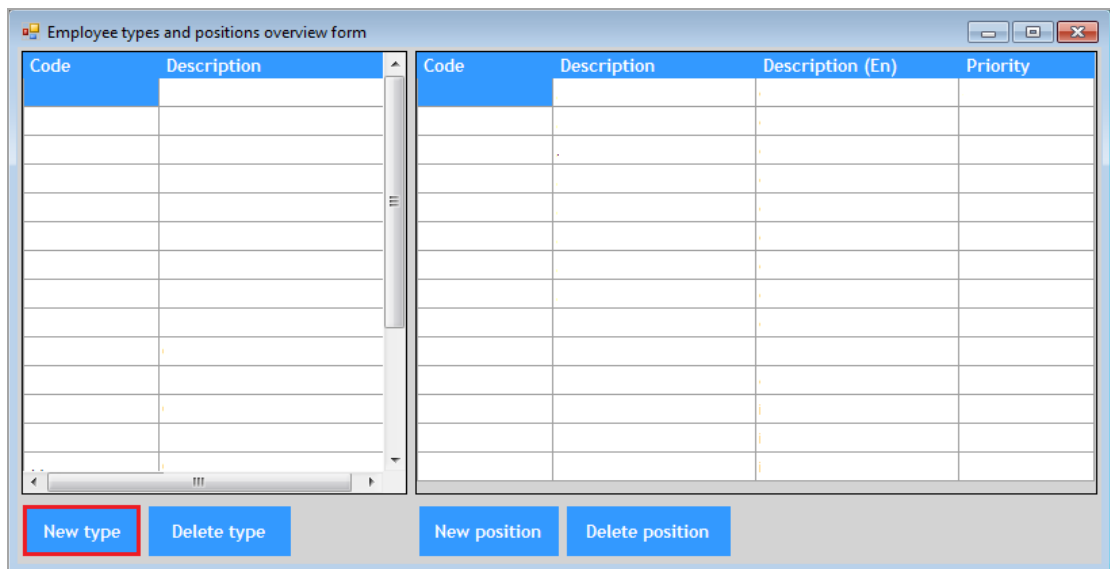 Employee types and positions overview form
Code Description
Code Description Description (En) Priority
New type Delete type
New position Delete position